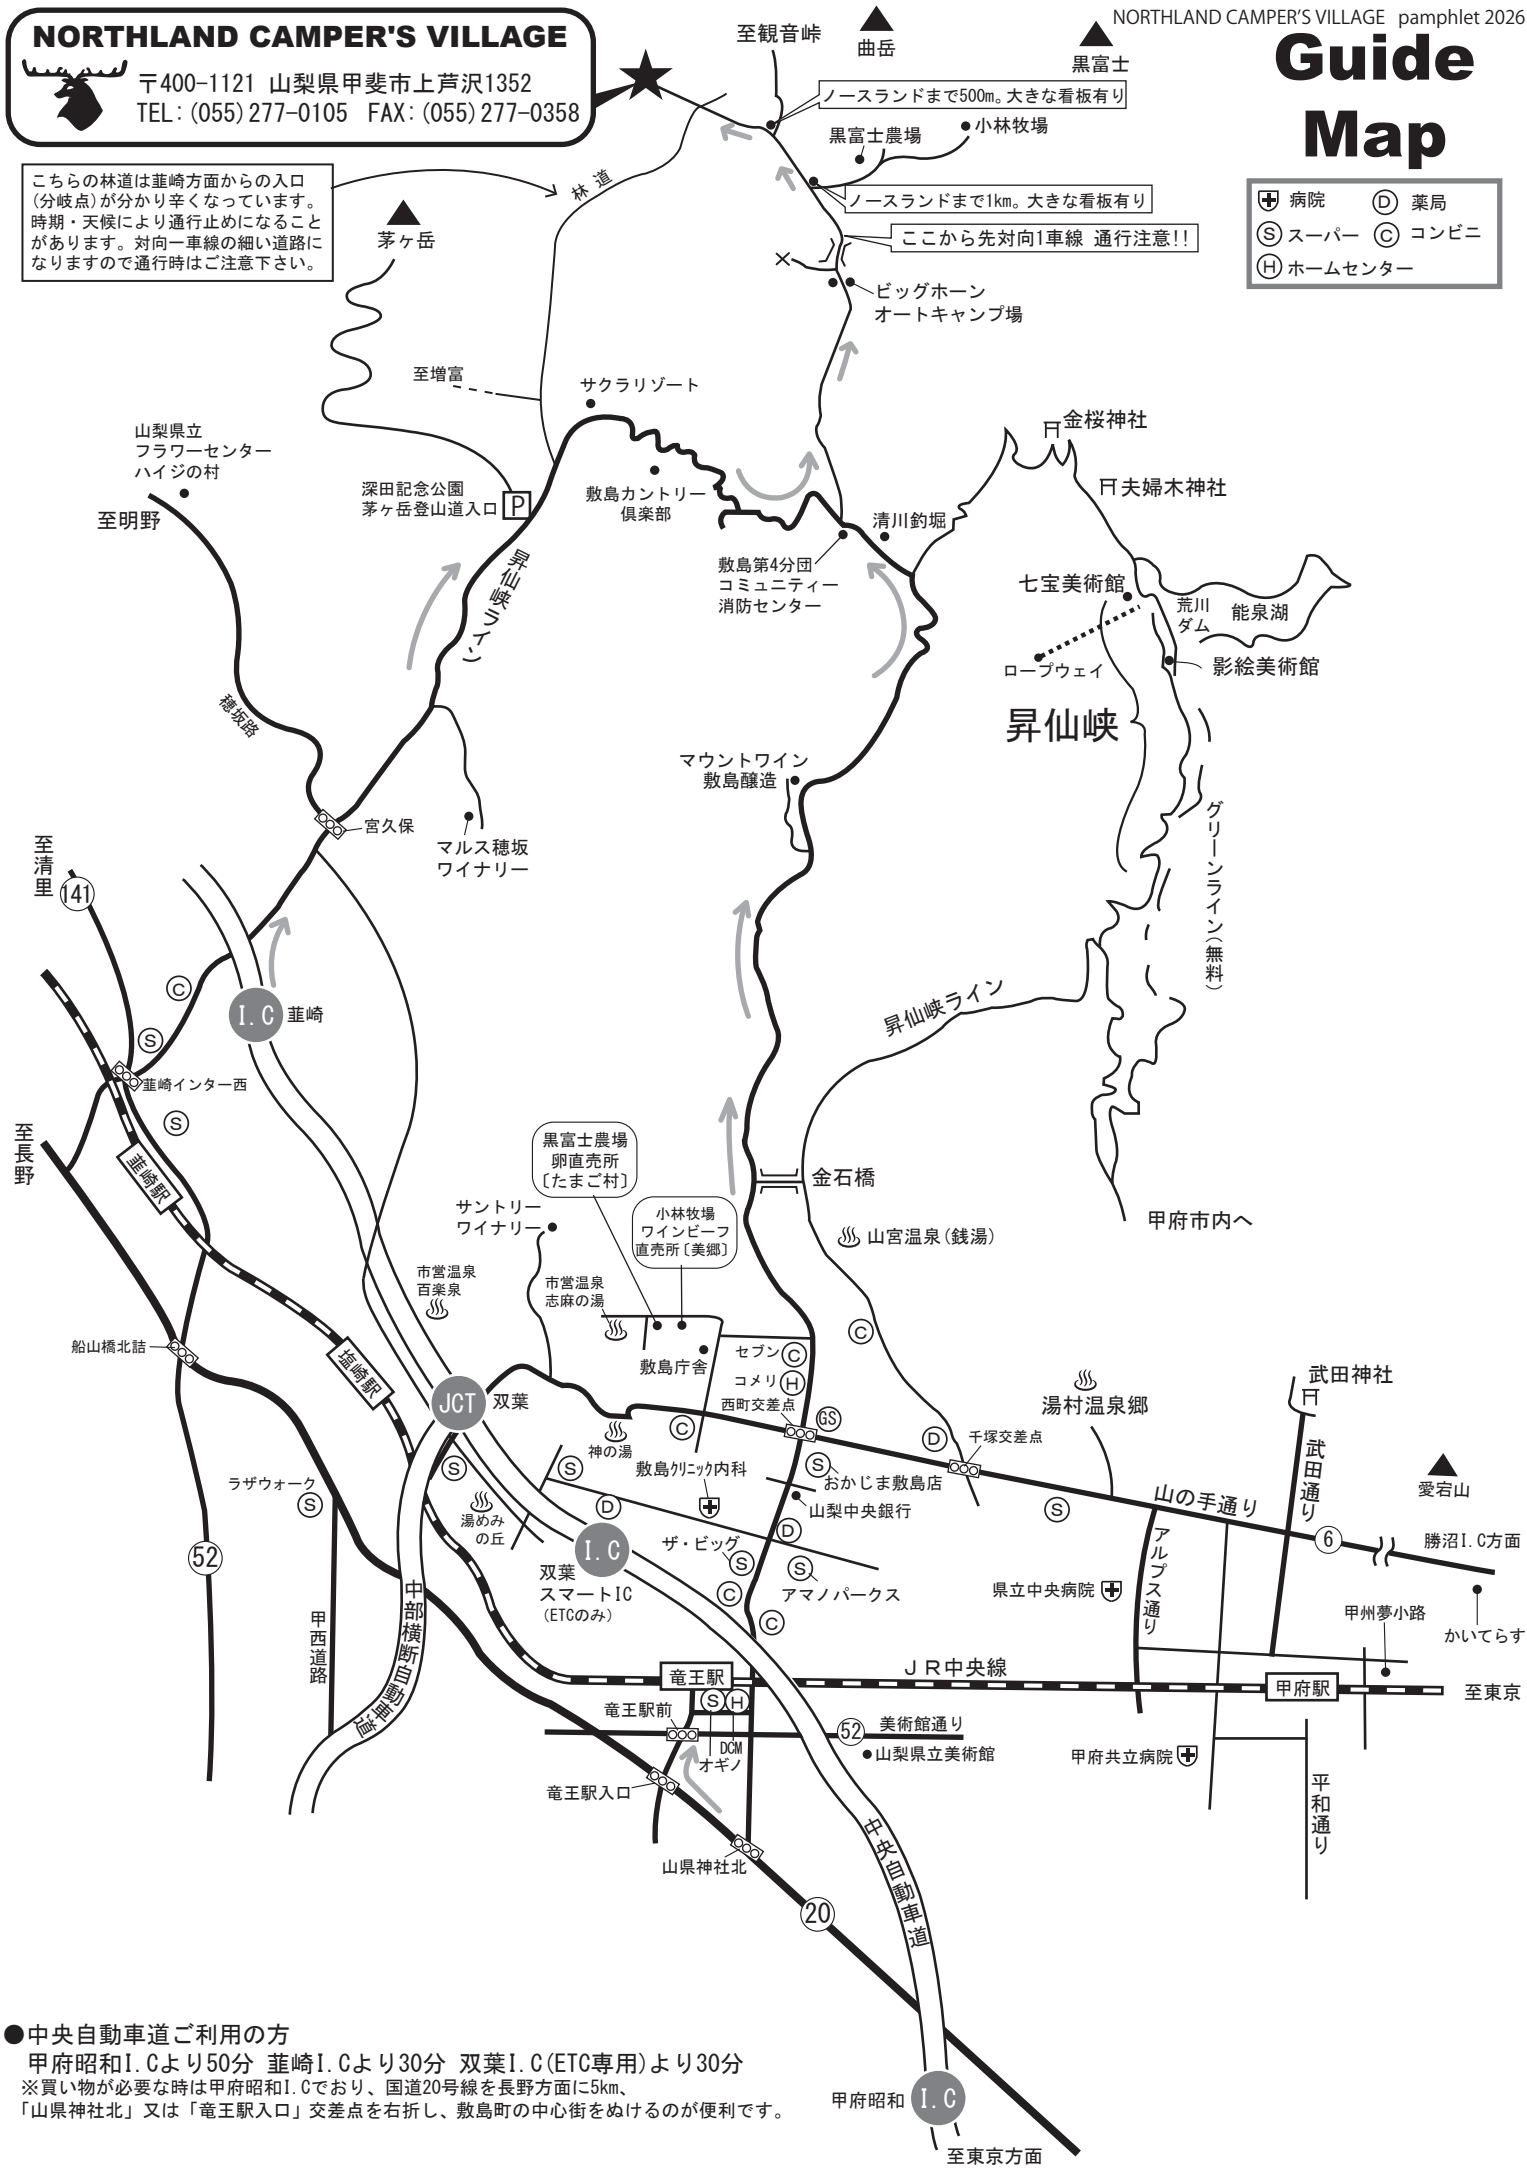 NORTHLAND CAMPER'S VILLAGE
〒400-1121 山梨県甲斐市上芦沢1352
TEL:(055)277-0105 FAX:(055)277-0358
NORTHLAND CAMPER'S VILLAGE pamphlet 2026
Guide
Map
病院
D 薬局
S スーパー
C コンビニ
H ホームセンター
こちらの林道は韮崎方面からの入口
(分岐点)が分かり辛くなっています。
時期・天候により通行止めになること
があります。対向一車線の細い道路に
なりますので通行時はご注意下さい。
至観音峠
曲岳
黒富士
ノースランドまで500m。大きな看板有り
黒富士農場
小林牧場
ノースランドまで1km。大きな看板有り
ここから先対向1車線 通行注意!!
林道
茅ヶ岳
ビッグホーン
オートキャンプ場
至増富
サクラリゾート
山梨県立
フラワーセンター
ハイジの村
至明野
深田記念公園
茅ヶ岳登山道入口
P
敷島カントリー
倶楽部
昇仙峡ライン
清川釣堀
敷島第4分団
コミュニティー
消防センター
金桜神社
夫婦木神社
七宝美術館
荒川
ダム
能泉湖
ロープウェイ
影絵美術館
昇仙峡
穂坂路
マウントワイン
敷島醸造
グリーンライン(無料)
宮久保
マルス穂坂
ワイナリー
至清里
141
C
S
I.C
韮崎
韮崎インター西
S
至長野
韮崎駅
昇仙峡ライン
黒富士農場
卵直売所
〔たまご村〕
小林牧場
ワインビーフ
直売所〔美郷〕
金石橋
山宮温泉(銭湯)
甲府市内へ
サントリー
ワイナリー
市営温泉
百楽泉
市営温泉
志麻の湯
敷島庁舎
船山橋北詰
塩崎駅
JCT
双葉
セブン C
コメリ H
西町交差点
GS
C
C
D
千塚交差点
湯村温泉郷
武田神社
武田通り
愛宕山
神の湯
敷島クリニック内科
S
おかじま敷島店
山梨中央銀行
S
山の手通り
6
勝沼I.C方面
ラザウォーク
S
S
S
湯めみ
の丘
D
I.C
双葉
スマートIC
(ETCのみ)
ザ・ビッグ
S
C
C
D
S
アマノパークス
アルプス通り
県立中央病院
甲州夢小路
かいてらす
52
甲西道路
中部横断自動車道
竜王駅
JR中央線
甲府駅
至東京
S
H
竜王駅前
DCM
オギノ
52
美術館通り
山梨県立美術館
甲府共立病院
平和通り
竜王駅入口
山県神社北
20
中央自動車道
●中央自動車道ご利用の方
甲府昭和I.Cより50分 韮崎I.Cより30分 双葉I.C(ETC専用)より30分
※買い物が必要な時は甲府昭和I.Cでおり、国道20号線を長野方面に5km、
「山県神社北」又は「竜王駅入口」交差点を右折し、敷島町の中心街をぬけるのが便利です。
甲府昭和
I.C
至東京方面